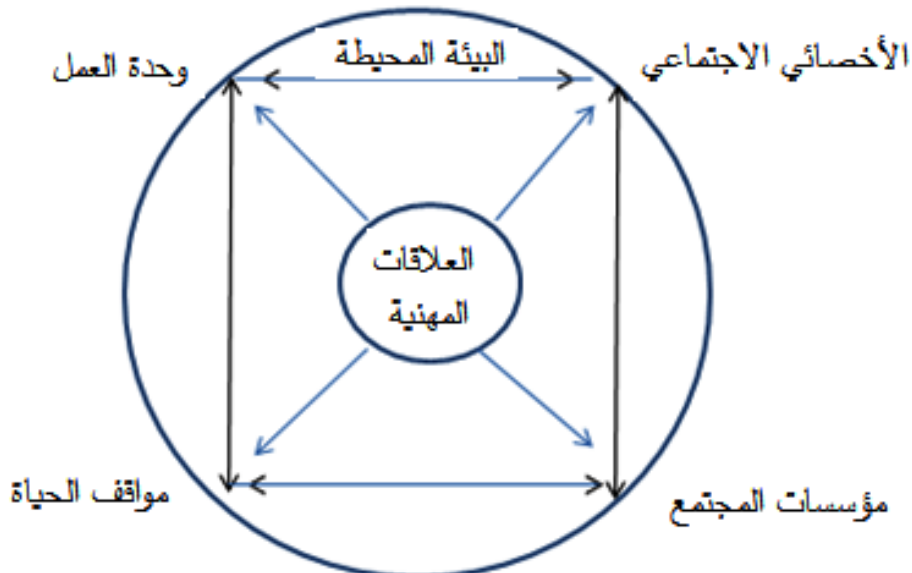 الأخصائي الاجتماعي
البيئة المحيطة
وحدة العمل
العلاقات
المهنية
مؤسسات المجتمع
مواقف الحياة